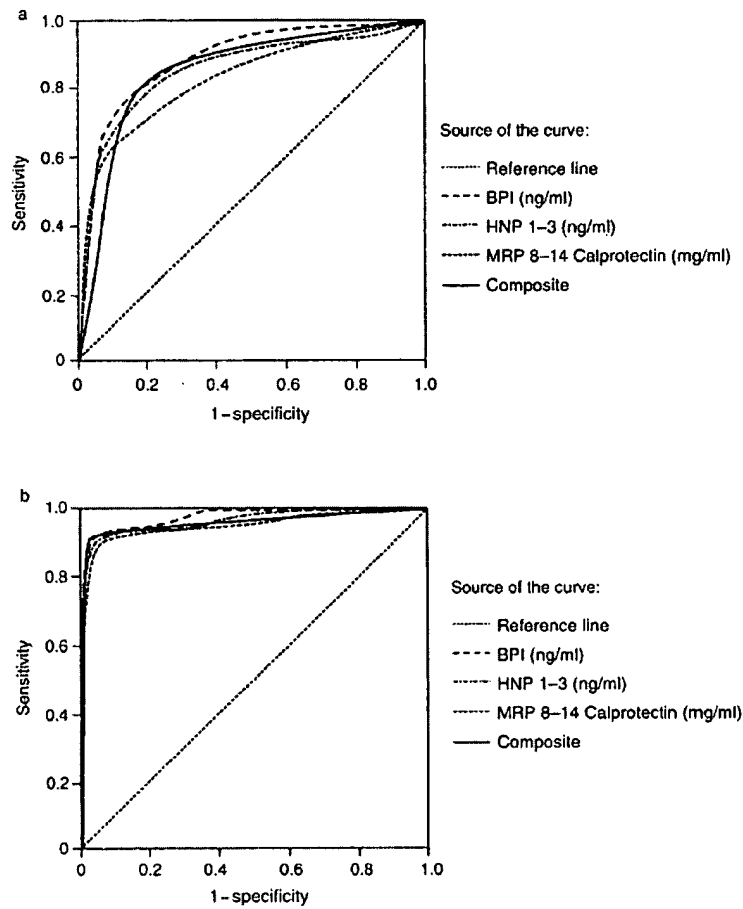 a
1.0
0.8
0.6
0.4
0.2
0
Sensitivity
0 0.2 0.4 0.6 0.8 1.0
1–specificity
Source of the curve:
Reference line
BPI (ng/ml)
HNP 1–3 (ng/ml)
MRP 8–14 Calprotectin (mg/ml)
Composite
b
1.0
0.8
0.6
0.4
0.2
0
Sensitivity
0 0.2 0.4 0.6 0.8 1.0
1–specificity
Source of the curve:
Reference line
BPI (ng/ml)
HNP 1–3 (ng/ml)
MRP 8–14 Calprotectin (mg/ml)
Composite